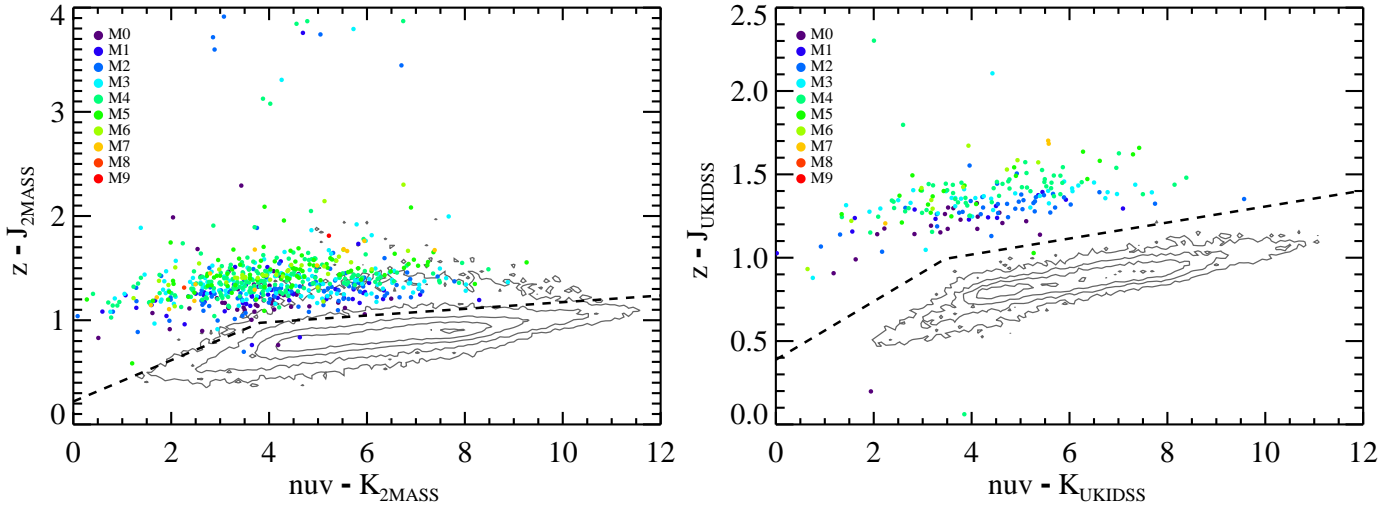 4
3
2
1
0
z - J2MASS
M0
M1
M2
M3
M4
M5
M6
M7
M8
M9
0 2 4 6 8 10 12
nuv - K2MASS
2.5
2.0
1.5
1.0
0.5
0.0
z - JUKIDSS
M0
M1
M2
M3
M4
M5
M6
M7
M8
M9
0 2 4 6 8 10 12
nuv - KUKIDSS